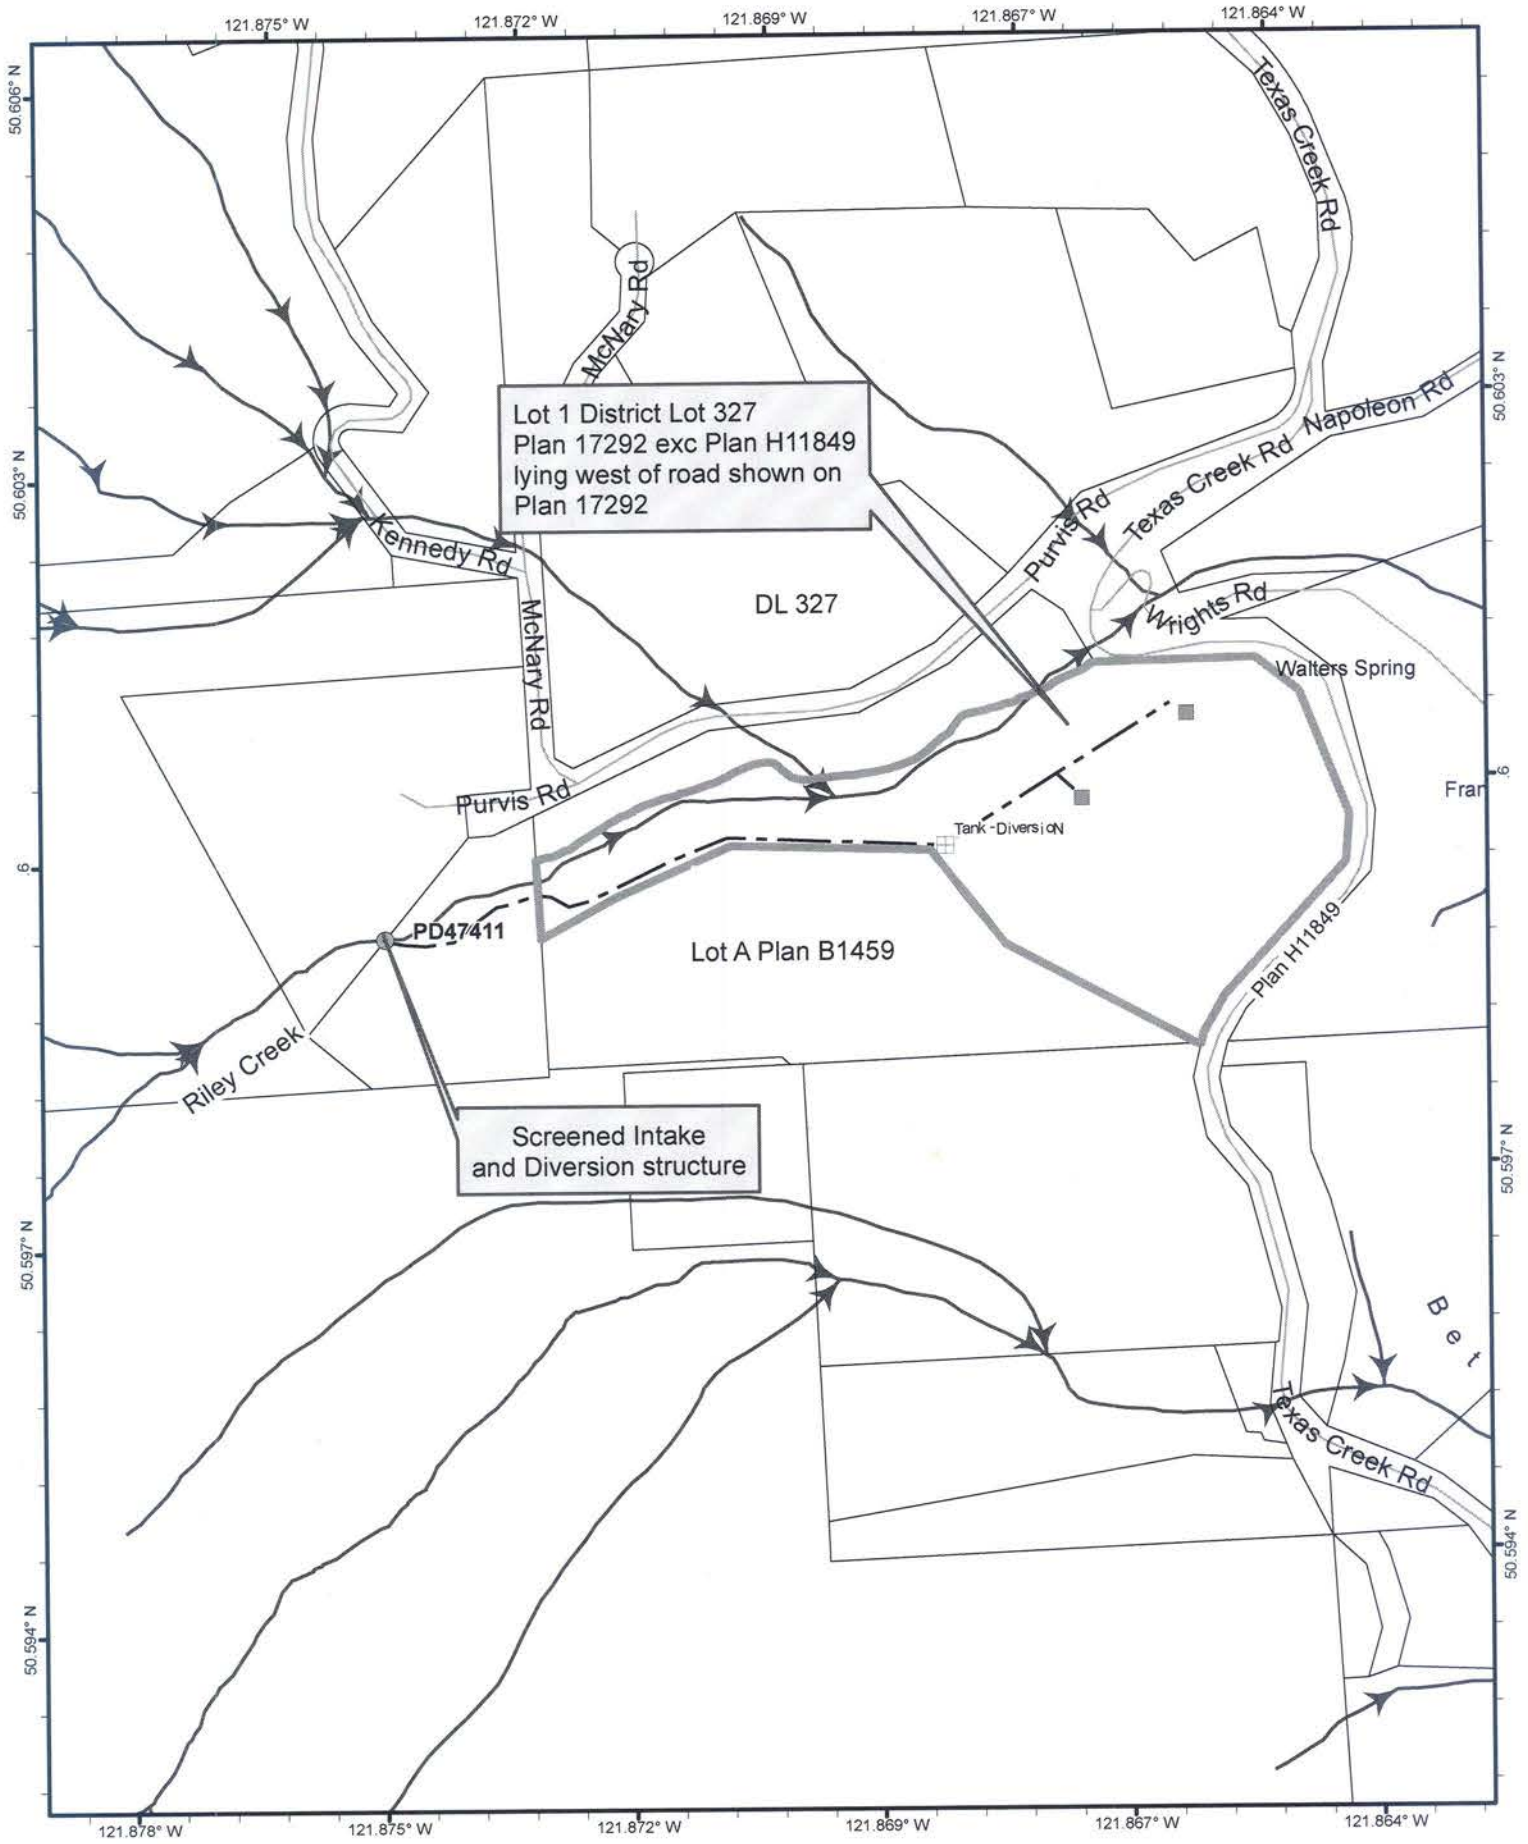 121.875° W
121.872° W
121.869° W
121.867° W
121.864° W
50.606° N
Texas Creek Rd
McNary Rd
50.603° N
Napoleon Rd
Lot 1 District Lot 327
Plan 17292 exc Plan H11849
lying west of road shown on
Plan 17292
Texas Creek Rd
50.603° N
Purvis Rd
Kennedy Rd
DL 327
Wrights Rd
McNary Rd
Walters Spring
.6
Fran
Purvis Rd
Tank-Diversion
.6
PD47411
Lot A Plan B1459
Plan H11849
Riley Creek
Screened Intake
and Diversion structure
50.597° N
50.597° N
Bet
Texas Creek Rd
50.594° N
50.594° N
121.878° W
121.875° W
121.872° W
121.869° W
121.867° W
121.864° W